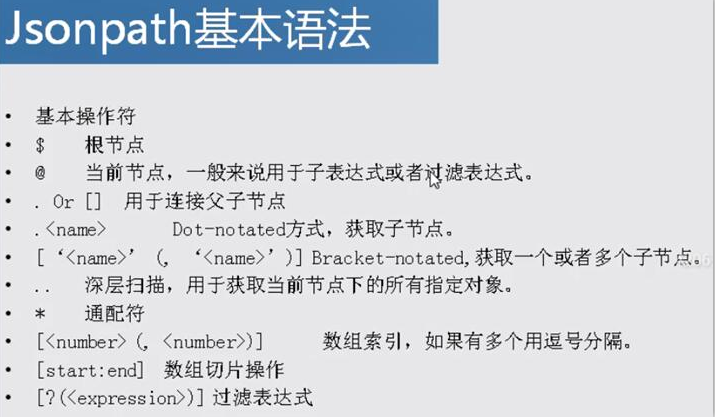 Jsonpath基本语法
• 基本操作符
• $ 根节点
• @ 当前节点，一般来说用于子表达式或者过滤表达式。
• . Or [] 用于连接父子节点
• .<name> Dot-notated方式，获取子节点。
• [‘<name>’ (, ‘<name>’)] Bracket-notated,获取一个或者多个子节点。
• .. 深层扫描，用于获取当前节点下的所有指定对象。
• * 通配符
• [<number> (, <number>)] 数组索引，如果有多个用逗号分隔。
• [start:end] 数组切片操作
• [?(<expression>)] 过滤表达式